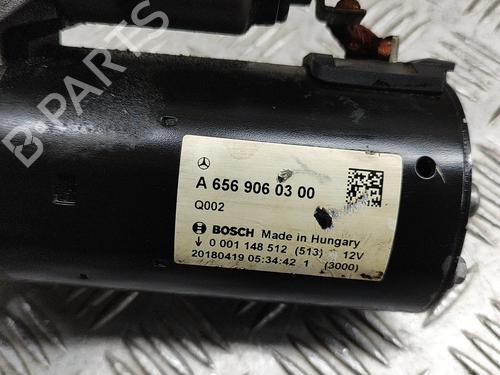 B-PARTS
A 656 906 03 00
Q002
BOSCH Made in Hungary
0 001 148 512 (513) 12V
20180419 05:34:42 1 (3000)